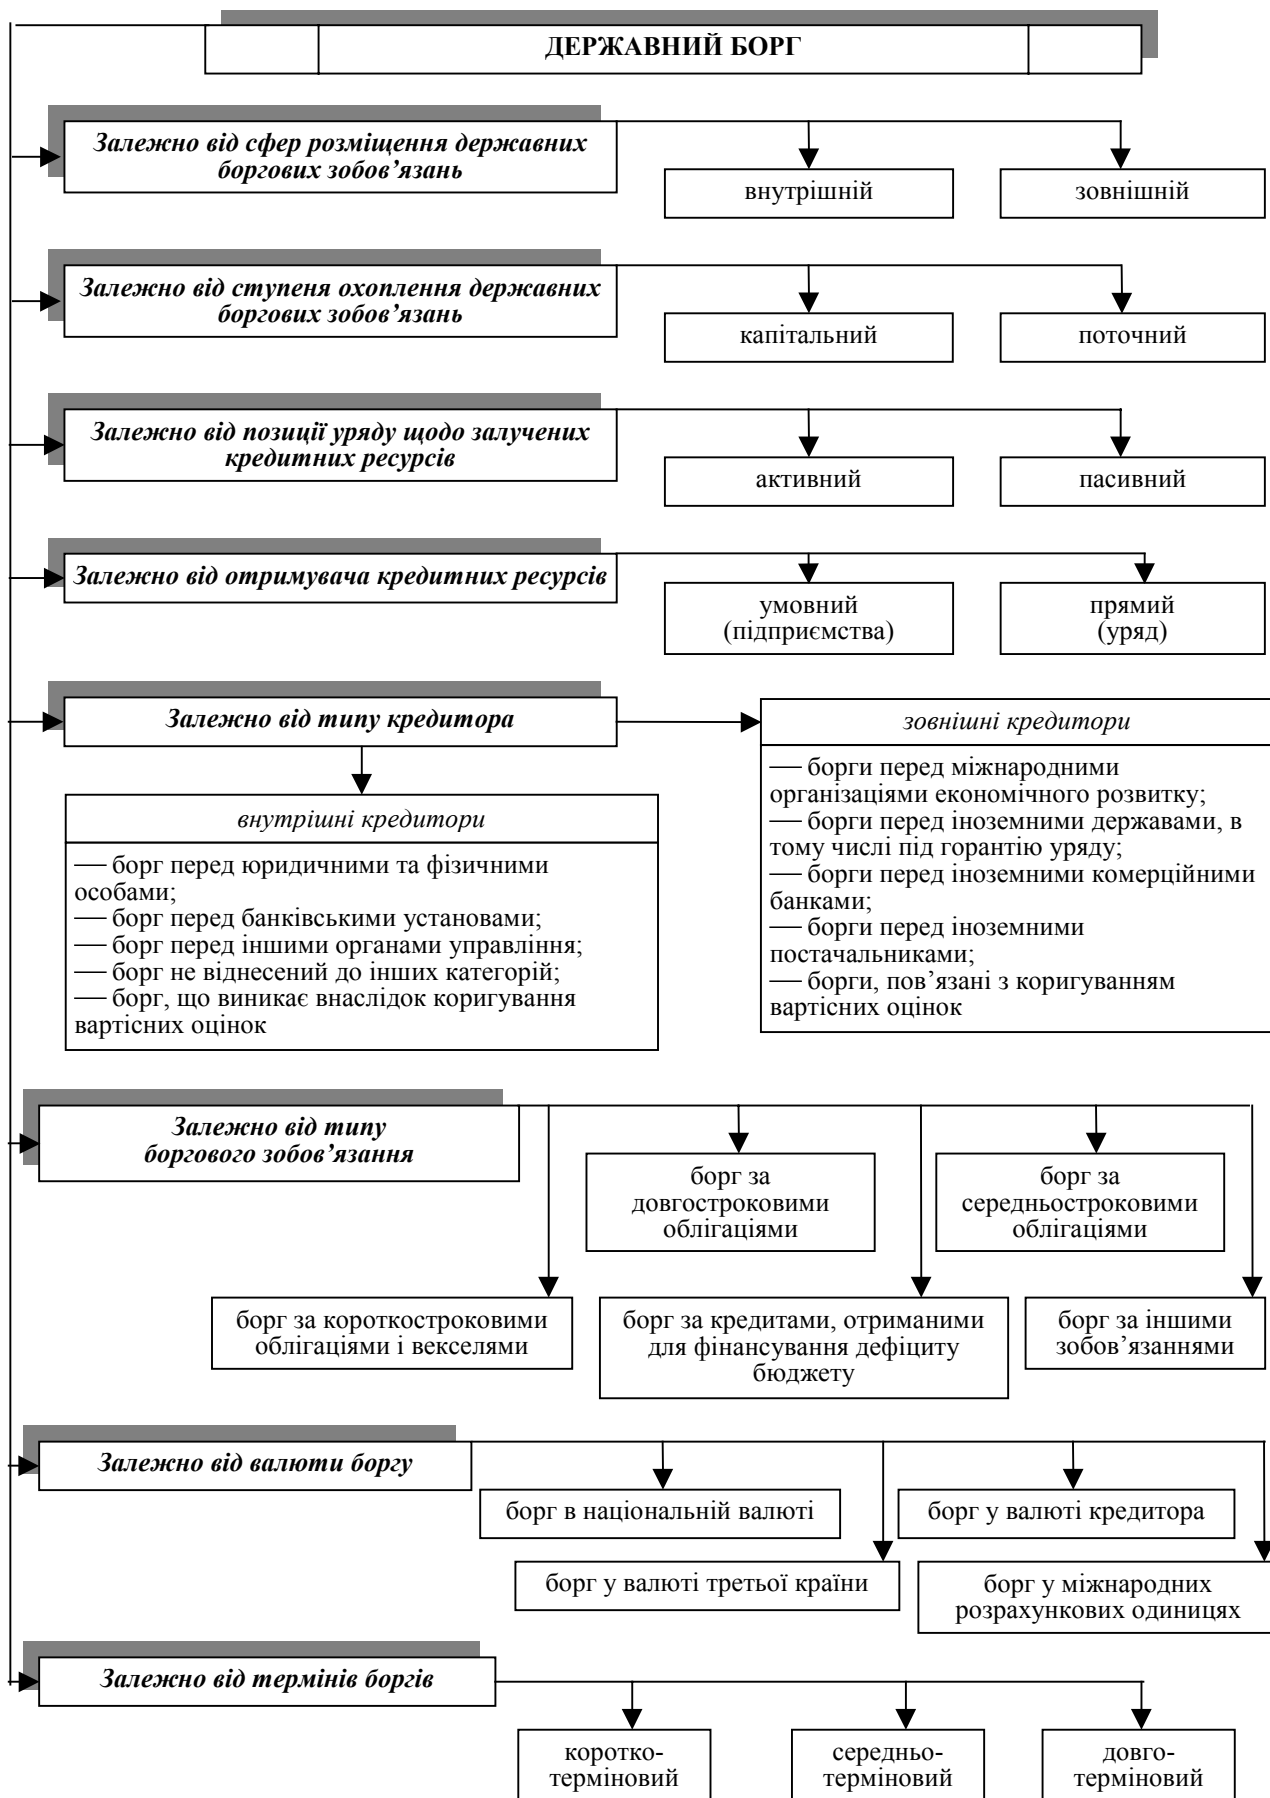 ДЕРЖАВНИЙ БОРГ
Залежно від сфер розміщення державних
боргових зобов’язань
внутрішній
зовнішній
Залежно від ступеня охоплення державних
боргових зобов’язань
капітальний
поточний
Залежно від позиції уряду щодо залучених
кредитних ресурсів
активний
пасивний
Залежно від отримувача кредитних ресурсів
умовний
(підприємства)
прямий
(уряд)
Залежно від типу кредитора
зовнішні кредитори
— борги перед міжнародними
організаціями економічного розвитку;
— борги перед іноземними державами, в
тому числі під горантію уряду;
— борги перед іноземними комерційними
банками;
— борги перед іноземними
постачальниками;
— борги, пов’язані з коригуванням
вартісних оцінок
внутрішні кредитори
— борг перед юридичними та фізичними
особами;
— борг перед банківськими установами;
— борг перед іншими органами управління;
— борг не віднесений до інших категорій;
— борг, що виникає внаслідок коригування
вартісних оцінок
Залежно від типу
боргового зобов’язання
борг за
довгостроковими
облігаціями
борг за
середньостроковими
облігаціями
борг за короткостроковими
облігаціями і векселями
борг за кредитами, отриманими
для фінансування дефіциту
бюджету
борг за іншими
зобов’язаннями
Залежно від валюти боргу
борг в національній валюті
борг у валюті кредитора
борг у валюті третьої країни
борг у міжнародних
розрахункових одиницях
Залежно від термінів боргів
коротко-
терміновий
середньо-
терміновий
довго-
терміновий